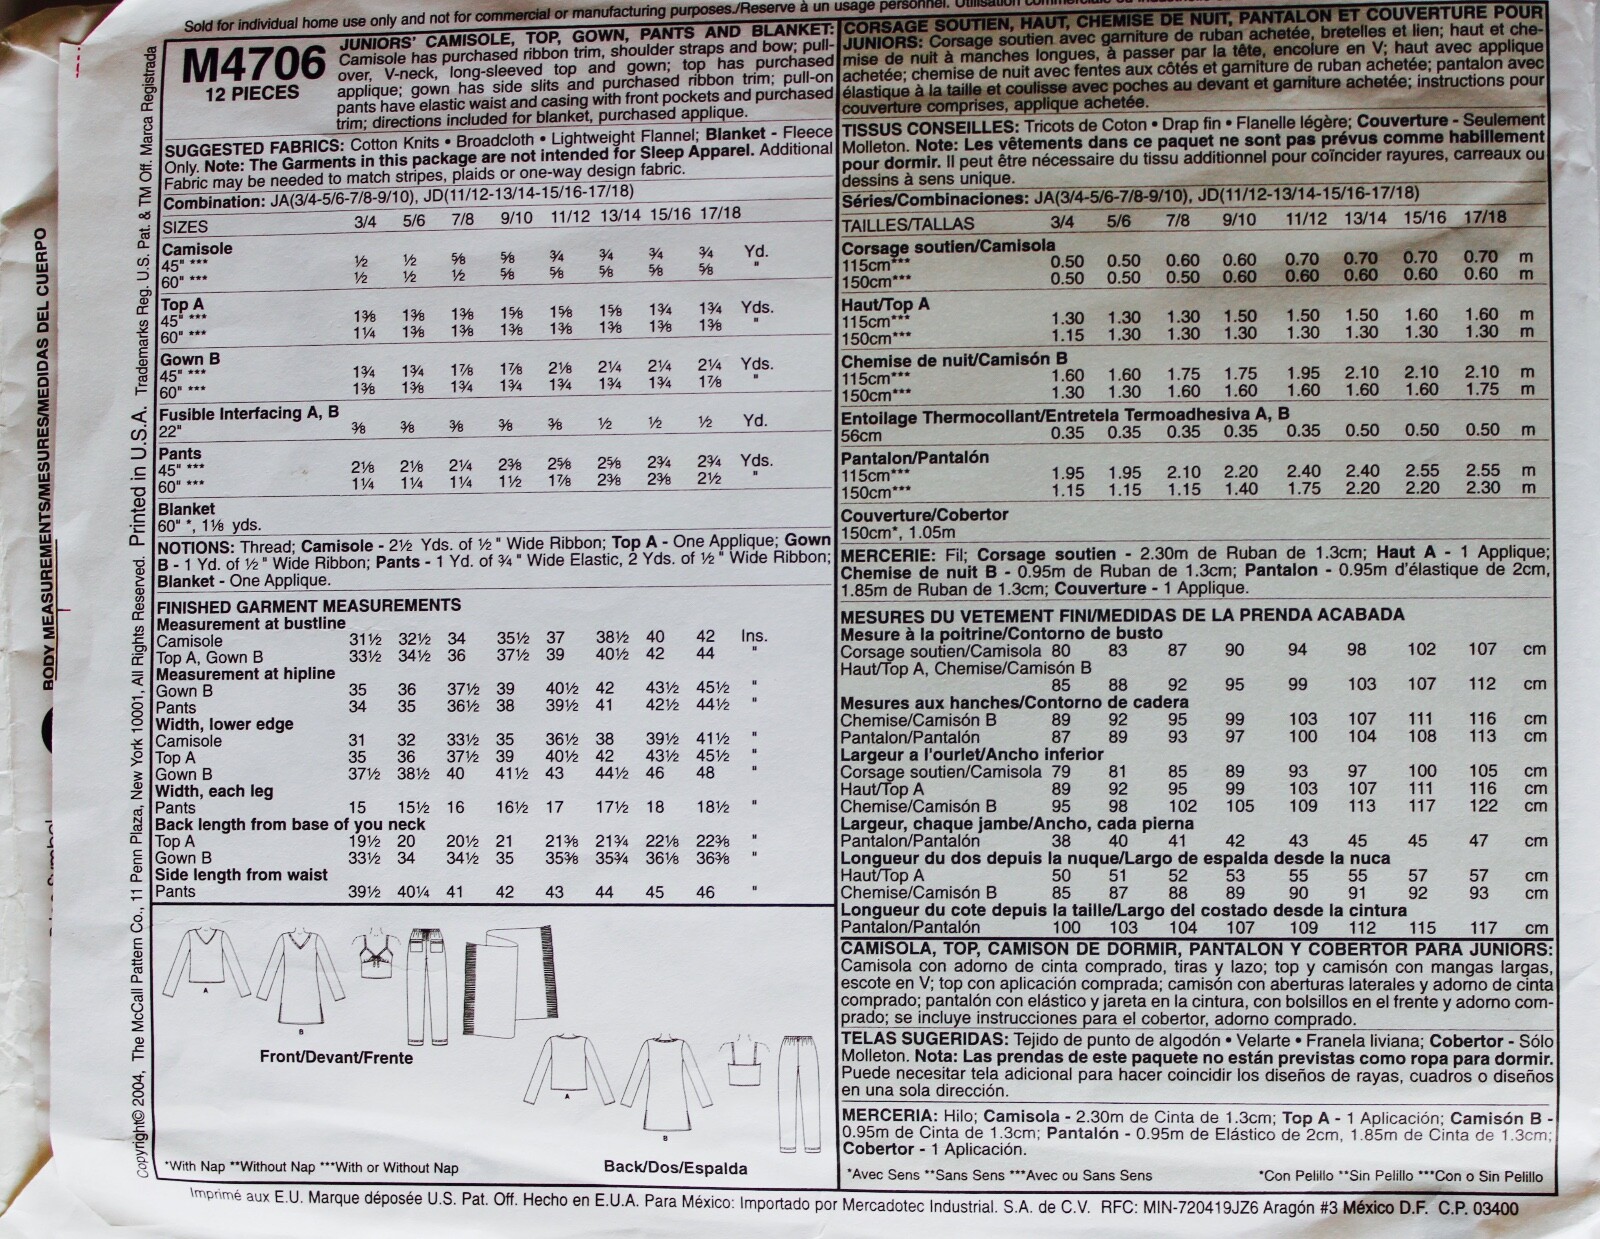 Sold for individual home use only and not for commercial or manufacturing purposes./Reserve à un usage personnel. Utilisation
M4706
12 PIECES
JUNIORS' CAMISOLE, TOP, GOWN, PANTS AND BLANKET:
Camisole has purchased ribbon trim, shoulder straps and bow; pull-
over, V-neck, long-sleeved top and gown; top has purchased
applique; gown has side slits and purchased ribbon trim; pull-on
pants have elastic waist and casing with front pockets and purchased
trim; directions included for blanket, purchased applique.
SUGGESTED FABRICS: Cotton Knits • Broadcloth • Lightweight Flannel; Blanket - Fleece
Only. Note: The Garments in this package are not intended for Sleep Apparel. Additional
Fabric may be needed to match stripes, plaids or one-way design fabric.
Combination: JA(3/4-5/6-7/8-9/10), JD(11/12-13/14-15/16-17/18)
SIZES 3/4 5/6 7/8 9/10 11/12 13/14 15/16 17/18
Camisole
45" *** ½ ½ ⅝ ⅝ ¾ ¾ ¾ ¾ Yd.
60" *** ½ ½ ½ ⅝ ⅝ ⅝ ⅝ ⅝ "
Top A
45" *** 1⅜ 1⅜ 1⅜ 1⅝ 1⅝ 1⅝ 1¾ 1¾ Yds.
60" *** 1¼ 1⅜ 1⅜ 1⅜ 1⅜ 1⅜ 1⅜ 1⅜ "
Gown B
45" *** 1¾ 1¾ 1⅞ 1⅞ 2⅛ 2¼ 2¼ 2¼ Yds.
60" *** 1⅜ 1⅜ 1¾ 1¾ 1¾ 1¾ 1¾ 1⅞ "
Fusible Interfacing A, B
22" ⅜ ⅜ ⅜ ⅜ ⅜ ½ ½ ½ Yd.
Pants
45" *** 2⅛ 2⅛ 2¼ 2⅜ 2⅝ 2⅝ 2¾ 2¾ Yds.
60" *** 1¼ 1¼ 1¼ 1½ 1⅞ 2⅜ 2⅜ 2½ "
Blanket
60" *, 1⅛ yds.
NOTIONS: Thread; Camisole - 2½ Yds. of ½ " Wide Ribbon; Top A - One Applique; Gown
B - 1 Yd. of ½ " Wide Ribbon; Pants - 1 Yd. of ¾ " Wide Elastic, 2 Yds. of ½ " Wide Ribbon;
Blanket - One Applique.
FINISHED GARMENT MEASUREMENTS
Measurement at bustline
Camisole 31½ 32½ 34 35½ 37 38½ 40 42 Ins.
Top A, Gown B 33½ 34½ 36 37½ 39 40½ 42 44 "
Measurement at hipline
Gown B 35 36 37½ 39 40½ 42 43½ 45½ "
Pants 34 35 36½ 38 39½ 41 42½ 44½ "
Width, lower edge
Camisole 31 32 33½ 35 36½ 38 39½ 41½ "
Top A 35 36 37½ 39 40½ 42 43½ 45½ "
Gown B 37½ 38½ 40 41½ 43 44½ 46 48 "
Width, each leg
Pants 15 15½ 16 16½ 17 17½ 18 18½ "
Back length from base of you neck
Top A 19½ 20 20½ 21 21⅜ 21¾ 22⅛ 22⅜ "
Gown B 33½ 34 34½ 35 35⅜ 35¾ 36⅛ 36⅜ "
Side length from waist
Pants 39½ 40¼ 41 42 43 44 45 46 "
A
B
Front/Devant/Frente
A
B
Back/Dos/Espalda
*With Nap **Without Nap ***With or Without Nap
CORSAGE SOUTIEN, HAUT, CHEMISE DE NUIT, PANTALON ET COUVERTURE POUR
JUNIORS: Corsage soutien avec garniture de ruban achetée, bretelles et lien; haut et che-
mise de nuit à manches longues, à passer par la tête, encolure en V; haut avec applique
achetée; chemise de nuit avec fentes aux côtés et garniture de ruban achetée; pantalon avec
élastique à la taille et coulisse avec poches au devant et garniture achetée; instructions pour
couverture comprises, applique achetée.
TISSUS CONSEILLES: Tricots de Coton • Drap fin • Flanelle légère; Couverture - Seulement
Molleton. Note: Les vêtements dans ce paquet ne sont pas prévus comme habillement
pour dormir. Il peut être nécessaire du tissu additionnel pour coïncider rayures, carreaux ou
dessins à sens unique.
Séries/Combinaciones: JA(3/4-5/6-7/8-9/10), JD(11/12-13/14-15/16-17/18)
TAILLES/TALLAS 3/4 5/6 7/8 9/10 11/12 13/14 15/16 17/18
Corsage soutien/Camisola
115cm*** 0.50 0.50 0.60 0.60 0.70 0.70 0.70 0.70 m
150cm*** 0.50 0.50 0.50 0.60 0.60 0.60 0.60 0.60 m
Haut/Top A
115cm*** 1.30 1.30 1.30 1.50 1.50 1.50 1.60 1.60 m
150cm*** 1.15 1.30 1.30 1.30 1.30 1.30 1.30 1.30 m
Chemise de nuit/Camisón B
115cm*** 1.60 1.60 1.75 1.75 1.95 2.10 2.10 2.10 m
150cm*** 1.30 1.30 1.60 1.60 1.60 1.60 1.60 1.75 m
Entoilage Thermocollant/Entretela Termoadhesiva A, B
56cm 0.35 0.35 0.35 0.35 0.35 0.50 0.50 0.50 m
Pantalon/Pantalón
115cm*** 1.95 1.95 2.10 2.20 2.40 2.40 2.55 2.55 m
150cm*** 1.15 1.15 1.15 1.40 1.75 2.20 2.20 2.30 m
Couverture/Cobertor
150cm*, 1.05m
MERCERIE: Fil; Corsage soutien - 2.30m de Ruban de 1.3cm; Haut A - 1 Applique;
Chemise de nuit B - 0.95m de Ruban de 1.3cm; Pantalon - 0.95m d'élastique de 2cm,
1.85m de Ruban de 1.3cm; Couverture - 1 Applique.
MESURES DU VETEMENT FINI/MEDIDAS DE LA PRENDA ACABADA
Mesure à la poitrine/Contorno de busto
Corsage soutien/Camisola 80 83 87 90 94 98 102 107 cm
Haut/Top A, Chemise/Camisón B
85 88 92 95 99 103 107 112 cm
Mesures aux hanches/Contorno de cadera
Chemise/Camisón B 89 92 95 99 103 107 111 116 cm
Pantalon/Pantalón 87 89 93 97 100 104 108 113 cm
Largeur a l'ourlet/Ancho inferior
Corsage soutien/Camisola 79 81 85 89 93 97 100 105 cm
Haut/Top A 89 92 95 99 103 107 111 116 cm
Chemise/Camisón B 95 98 102 105 109 113 117 122 cm
Largeur, chaque jambe/Ancho, cada pierna
Pantalon/Pantalón 38 40 41 42 43 45 45 47 cm
Longueur du dos depuis la nuque/Largo de espalda desde la nuca
Haut/Top A 50 51 52 53 55 55 57 57 cm
Chemise/Camisón B 85 87 88 89 90 91 92 93 cm
Longueur du cote depuis la taille/Largo del costado desde la cintura
Pantalon/Pantalón 100 103 104 107 109 112 115 117 cm
CAMISOLA, TOP, CAMISON DE DORMIR, PANTALON Y COBERTOR PARA JUNIORS:
Camisola con adorno de cinta comprado, tiras y lazo; top y camisón con mangas largas,
escote en V; top con aplicación comprada; camisón con aberturas laterales y adorno de cinta
comprado; pantalón con elástico y jareta en la cintura, con bolsillos en el frente y adorno com-
prado; se incluye instrucciones para el cobertor, adorno comprado.
TELAS SUGERIDAS: Tejido de punto de algodón • Velarte • Franela liviana; Cobertor - Sólo
Molleton. Nota: Las prendas de este paquete no están previstas como ropa para dormir.
Puede necesitar tela adicional para hacer coincidir los diseños de rayas, cuadros o diseños
en una sola dirección.
MERCERIA: Hilo; Camisola - 2.30m de Cinta de 1.3cm; Top A - 1 Aplicación; Camisón B -
0.95m de Cinta de 1.3cm; Pantalón - 0.95m de Elástico de 2cm, 1.85m de Cinta de 1.3cm;
Cobertor - 1 Aplicación.
*Avec Sens **Sans Sens ***Avec ou Sans Sens *Con Pelillo **Sin Pelillo ***Con o Sin Pelillo
Imprimé aux E.U. Marque déposée U.S. Pat. Off. Hecho en E.U.A. Para México: Importado por Mercadotec Industrial. S.A. de C.V. RFC: MIN-720419JZ6 Aragón #3 México D.F. C.P. 03400
Copyright© 2004, The McCall Pattern Co., 11 Penn Plaza, New York 10001, All Rights Reserved. Printed in U.S.A. Trademarks Reg. U.S. Pat. & TM Off. Marca Registrada
BODY MEASUREMENTS/MESURES/MEDIDAS DEL CUERPO